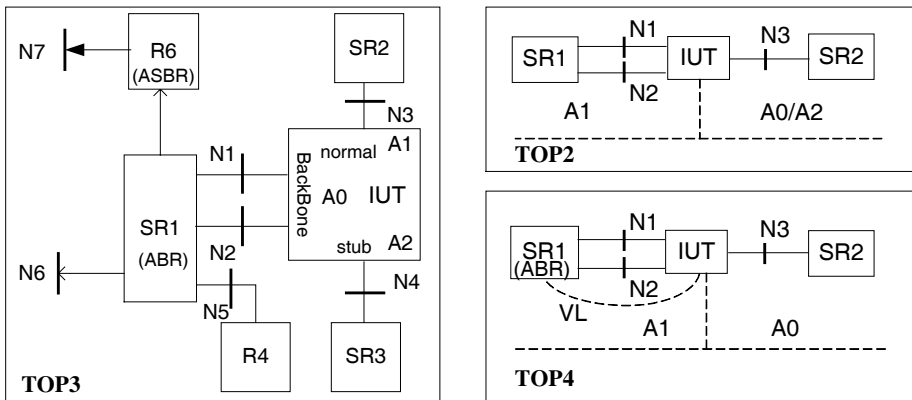 N7
R6
(ASBR)
SR2
N3
N1
BackBone
normal
A1
A0
IUT
SR1
(ABR)
N2
stub
A2
N6
N5
N4
R4
SR3
TOP3
N1
SR1
IUT
N3
SR2
N2
A1
A0/A2
TOP2
N1
SR1
(ABR)
IUT
N3
SR2
N2
VL
A1
A0
TOP4